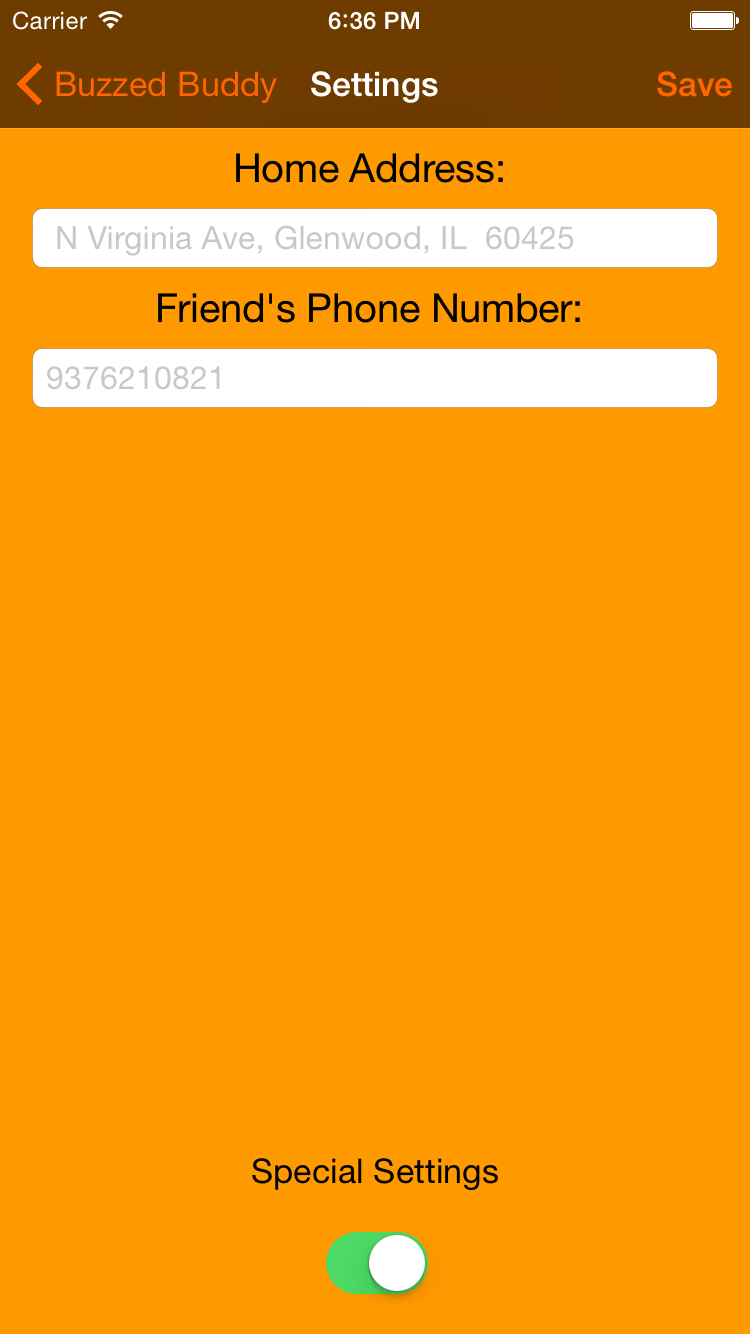 Carrier 6:36 PM
Buzzed Buddy Settings Save
Home Address:
N Virginia Ave, Glenwood, IL  60425
Friend's Phone Number:
9376210821
Special Settings